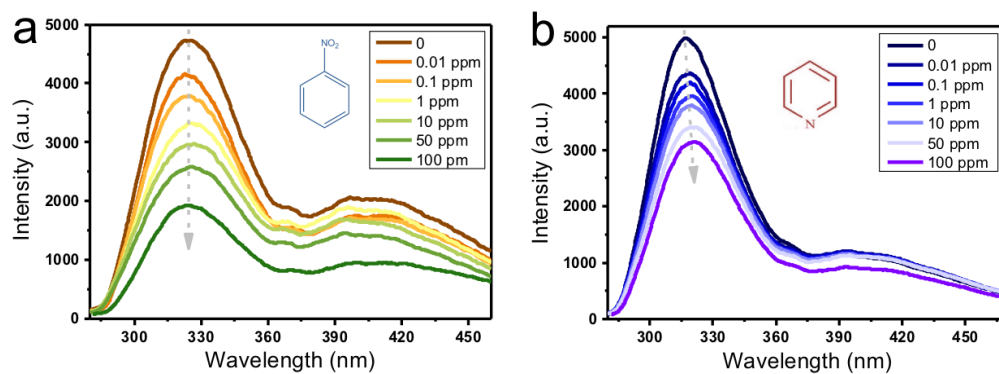 a
NO₂
0
0.01 ppm
0.1 ppm
1 ppm
10 ppm
50 ppm
100 pm
5000
4000
3000
2000
1000
0
Intensity (a.u.)
300 330 360 390 420 450
Wavelength (nm)
b
N
0
0.01 ppm
0.1 ppm
1 ppm
10 ppm
50 ppm
100 ppm
5000
4000
3000
2000
1000
0
Intensity (a.u.)
300 330 360 390 420 450
Wavelength (nm)